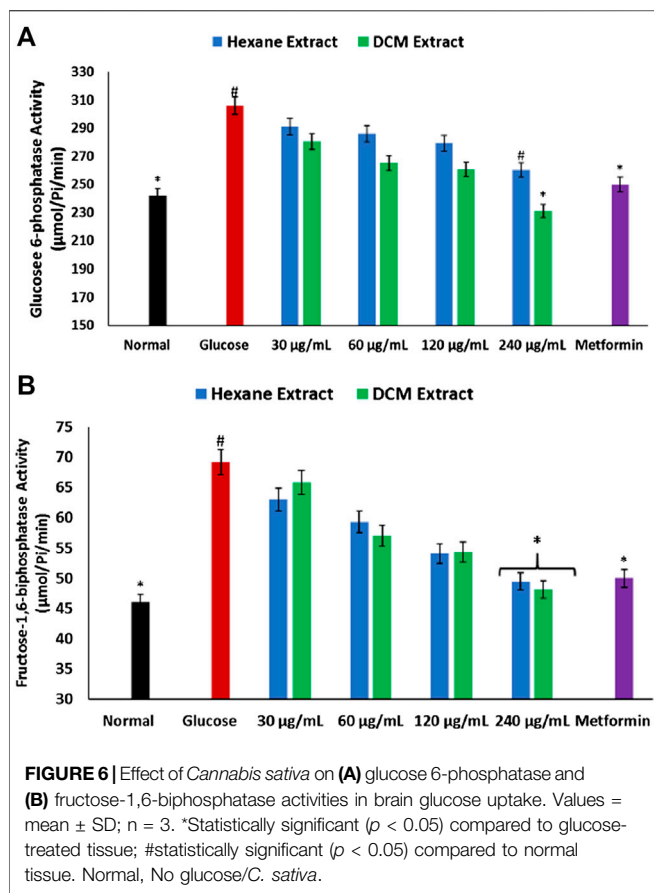 A
Hexane Extract DCM Extract
Glucosee 6-phosphatase Activity
(µmol/Pi/min)
310
290
270
250
230
210
190
170
150
*
#
#
*
*
Normal Glucose 30 µg/mL 60 µg/mL 120 µg/mL 240 µg/mL Metformin
B
Hexane Extract DCM Extract
Fructose-1,6-biphosphatase Activity
(µmol/Pi/min)
75
70
65
60
55
50
45
40
35
30
*
#
*
*
Normal Glucose 30 µg/mL 60 µg/mL 120 µg/mL 240 µg/mL Metformin
FIGURE 6 | Effect of Cannabis sativa on (A) glucose 6-phosphatase and
(B) fructose-1,6-biphosphatase activities in brain glucose uptake. Values =
mean ± SD; n = 3. *Statistically significant (p < 0.05) compared to glucose-
treated tissue; #statistically significant (p < 0.05) compared to normal
tissue. Normal, No glucose/C. sativa.